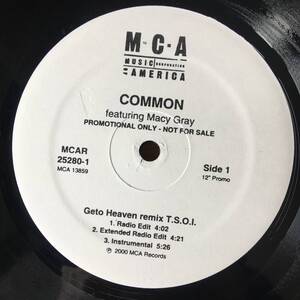 M·C·A
MUSIC CORPORATION
OF AMERICA
COMMON
featuring Macy Gray
PROMOTIONAL ONLY - NOT FOR SALE
MCAR
25280-1
MCA 13859
Side 1
12" Promo
Geto Heaven remix T.S.O.I.
1. Radio Edit 4:02
2. Extended Radio Edit 4:21
3. Instrumental 5:26
℗ 2000 MCA Records